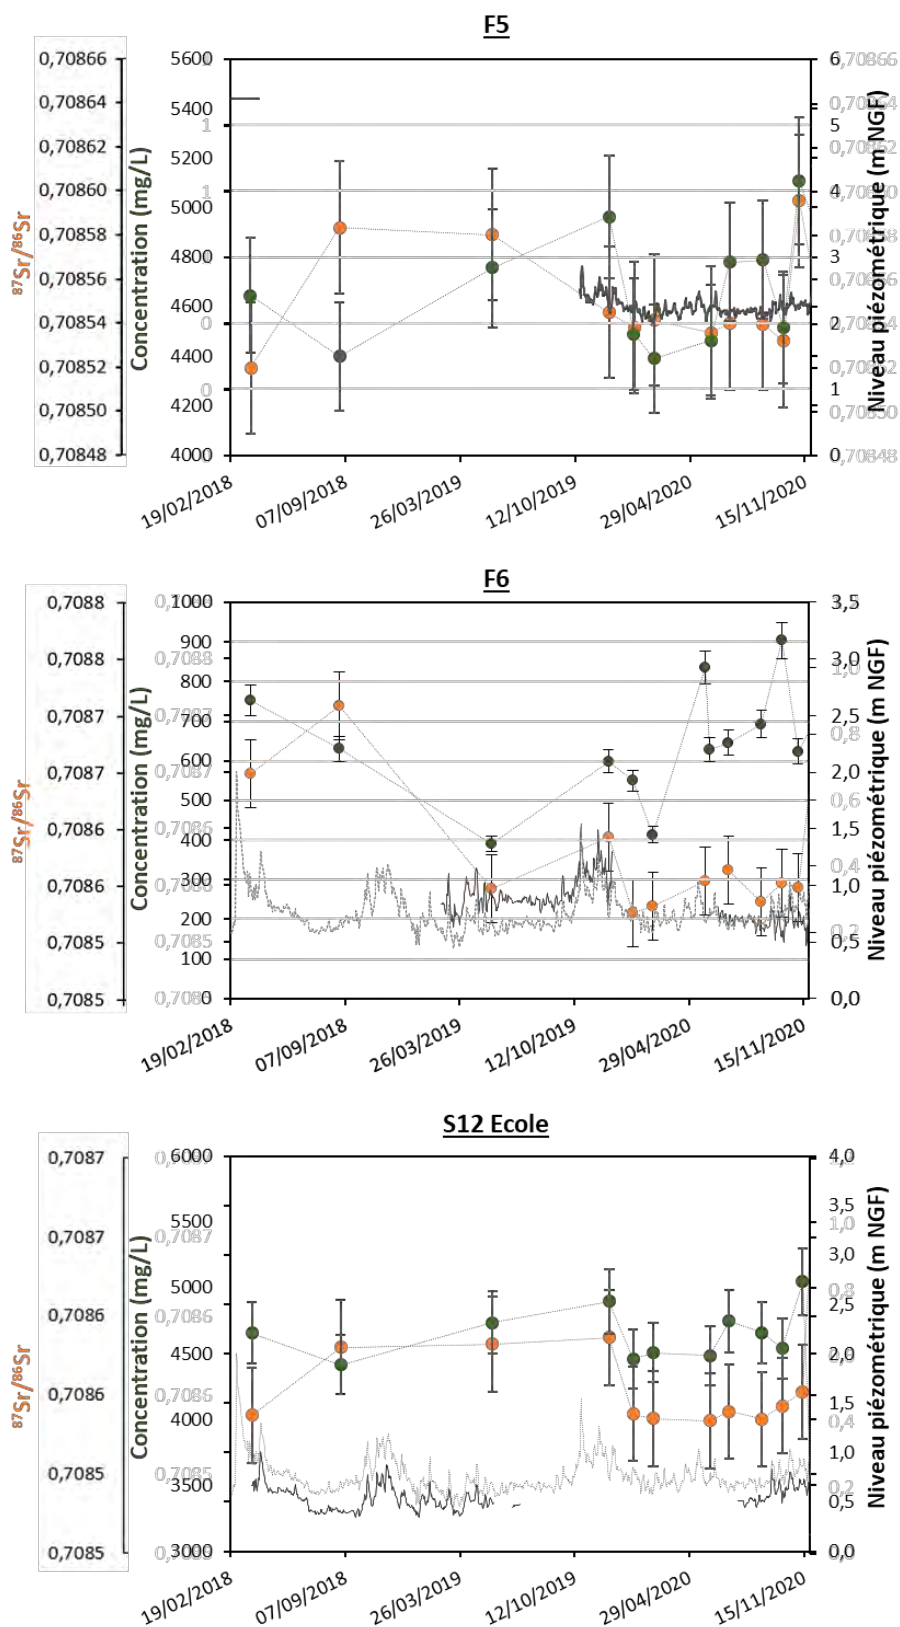 F5
0,70866 5600 6
0,70864 5400 5
0,70862 5200
0,70860 5000 4
0,70858 4800 3
0,70856 4600
0,70854 4400 2
0,70852 4200 1
0,70850 4000 0
0,70848
87Sr/86Sr
Concentration (mg/L)
Niveau piézométrique (m NGF)
19/02/2018 07/09/2018 26/03/2019 12/10/2019 29/04/2020 15/11/2020
F6
0,7088 1000 3,5
0,7088 900 3,0
0,7087 800 2,5
0,7087 700 2,0
0,7086 600 1,5
0,7086 500 1,0
0,7085 400 0,5
0,7085 300 0,0
200
100
0
87Sr/86Sr
Concentration (mg/L)
Niveau piézométrique (m NGF)
19/02/2018 07/09/2018 26/03/2019 12/10/2019 29/04/2020 15/11/2020
S12 Ecole
0,7087 6000 4,0
0,7087 5500 3,5
0,7086 5000 3,0
0,7086 4500 2,5
0,7085 4000 2,0
0,7085 3500 1,5
3000 1,0
0,5
0,0
87Sr/86Sr
Concentration (mg/L)
Niveau piézométrique (m NGF)
19/02/2018 07/09/2018 26/03/2019 12/10/2019 29/04/2020 15/11/2020